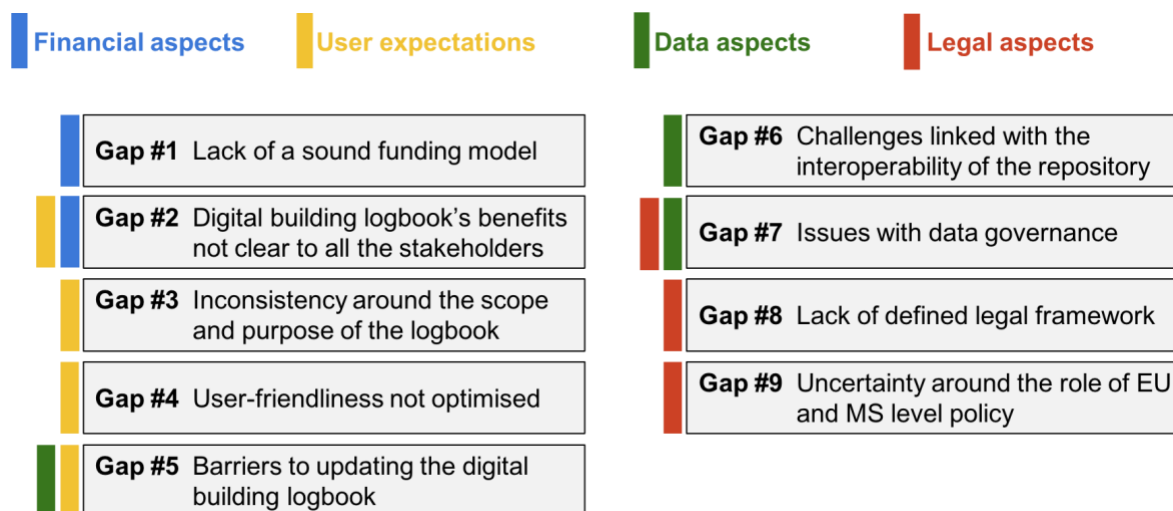 Financial aspects
User expectations
Data aspects
Legal aspects
Gap #1 Lack of a sound funding model
Gap #2 Digital building logbook’s benefits
not clear to all the stakeholders
Gap #3 Inconsistency around the scope
and purpose of the logbook
Gap #4 User-friendliness not optimised
Gap #5 Barriers to updating the digital
building logbook
Gap #6 Challenges linked with the
interoperability of the repository
Gap #7 Issues with data governance
Gap #8 Lack of defined legal framework
Gap #9 Uncertainty around the role of EU
and MS level policy